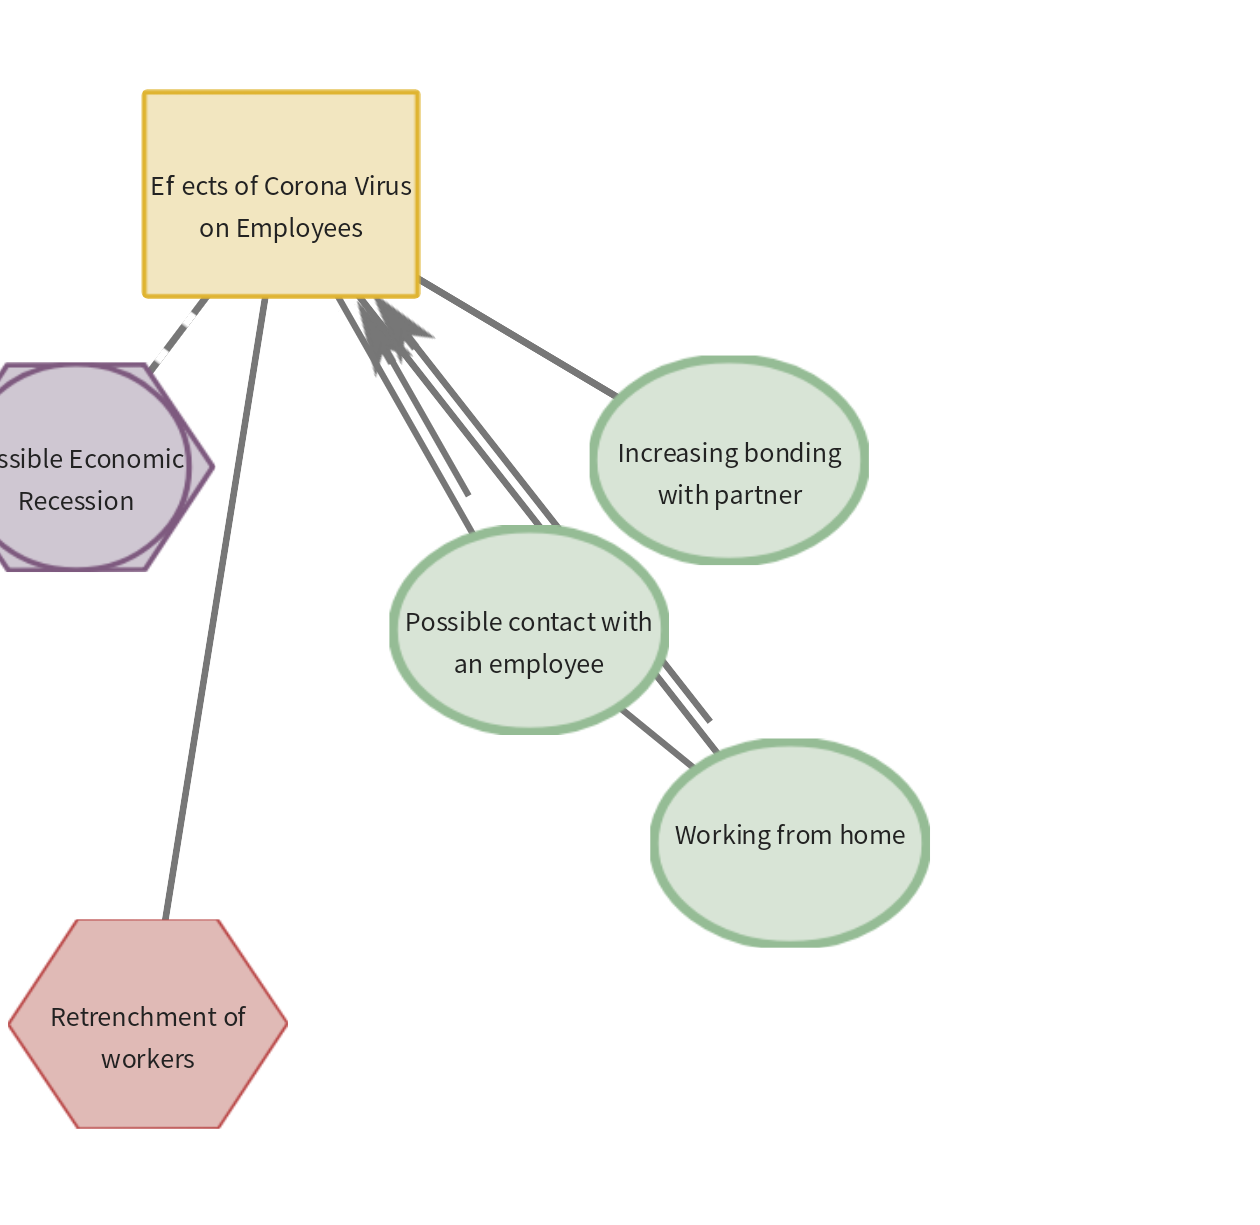 Ef ects of Corona Virus
on Employees
ssible Economic
Recession
Increasing bonding
with partner
Possible contact with
an employee
Working from home
Retrenchment of
workers